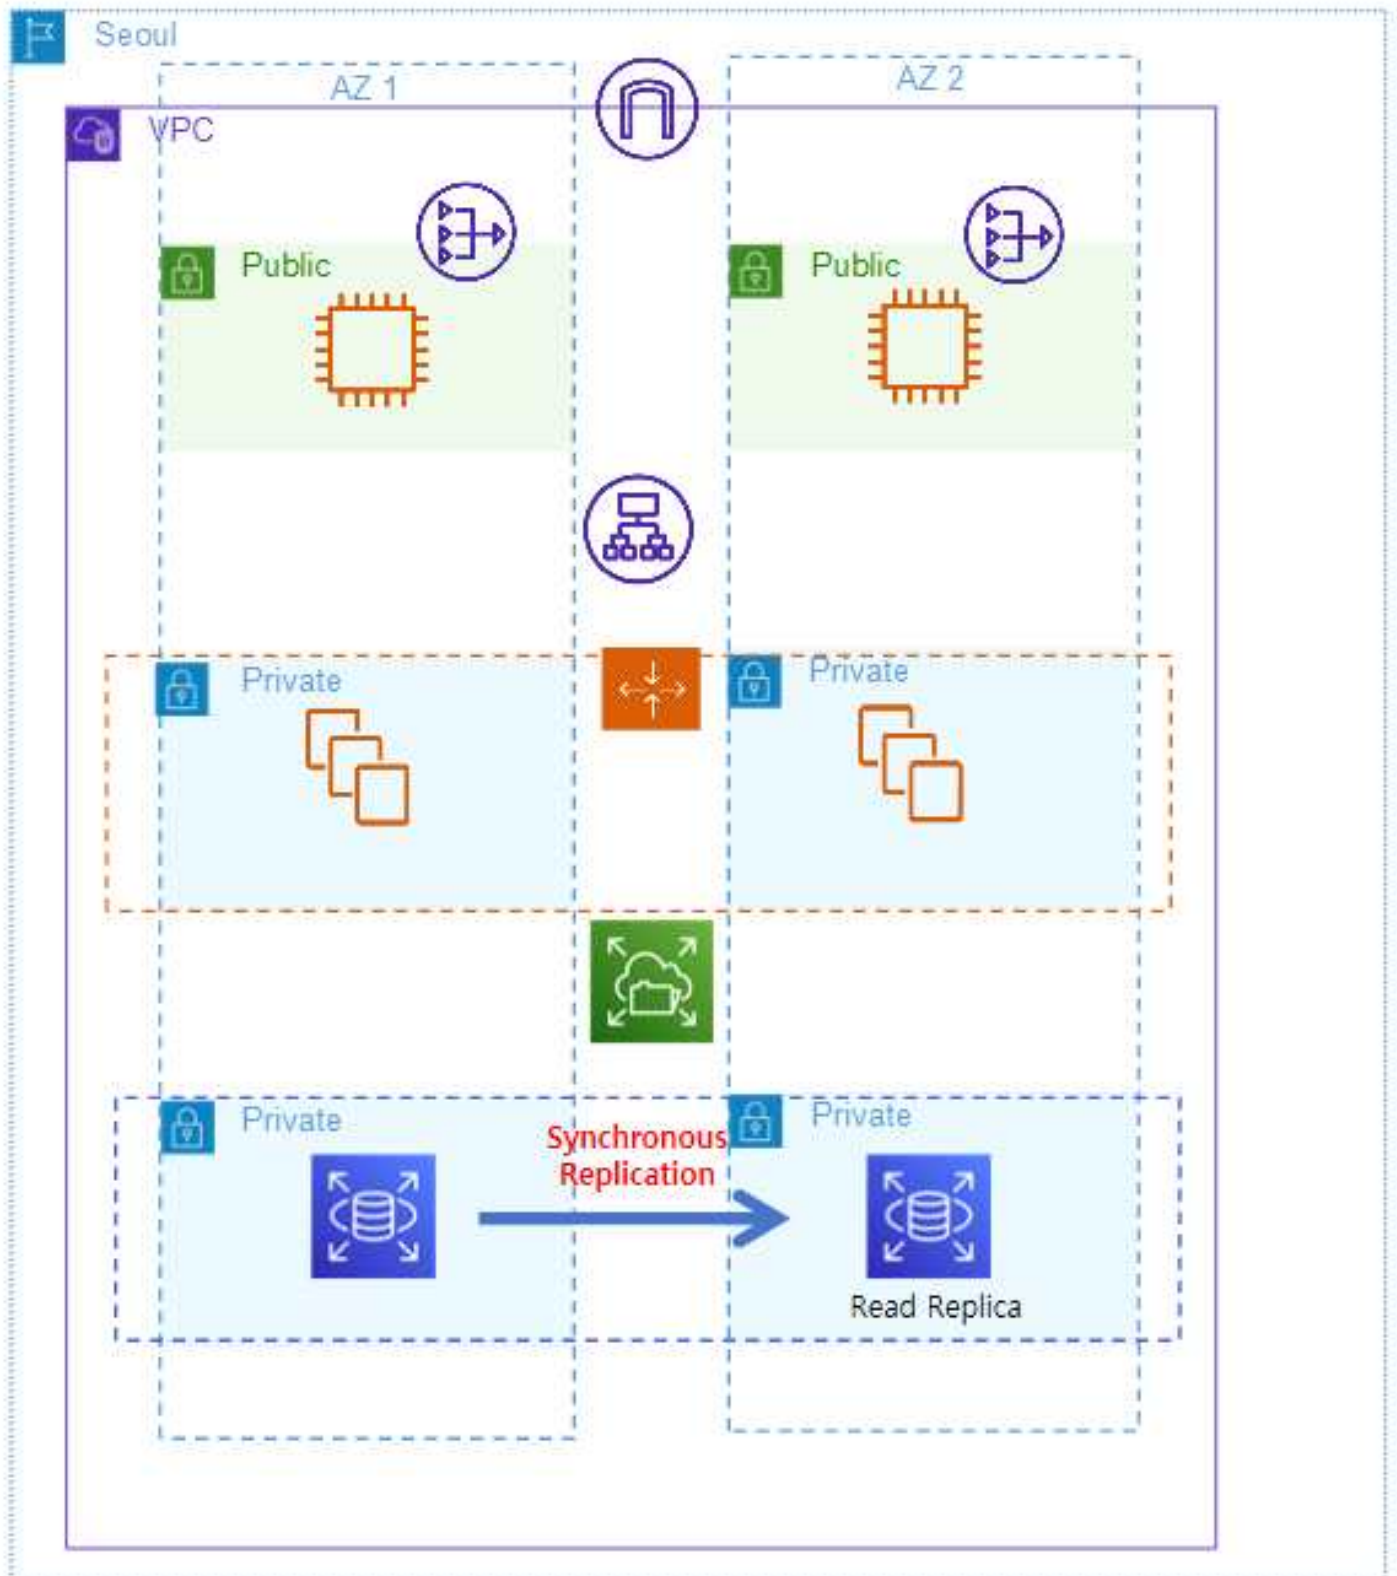 Seoul
AZ 1
AZ 2
VPC
Public
Public
Private
Private
Private
Private
Synchronous
Replication
Read Replica